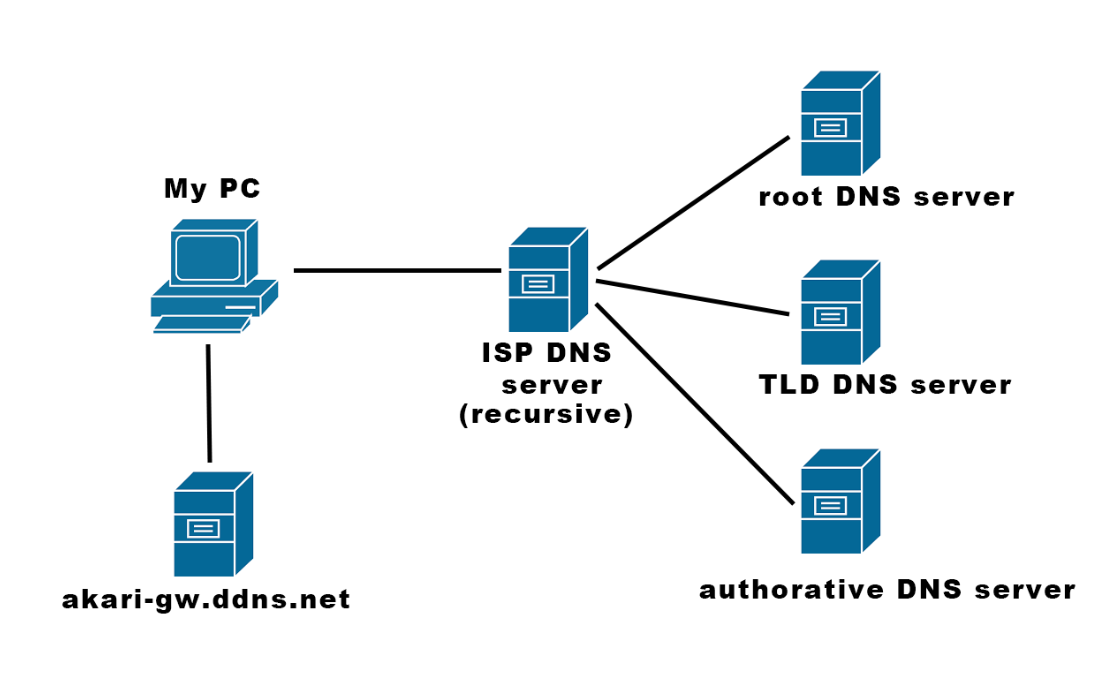 My PC
root DNS server
ISP DNS
server
(recursive)
TLD DNS server
akari-gw.ddns.net
authorative DNS server